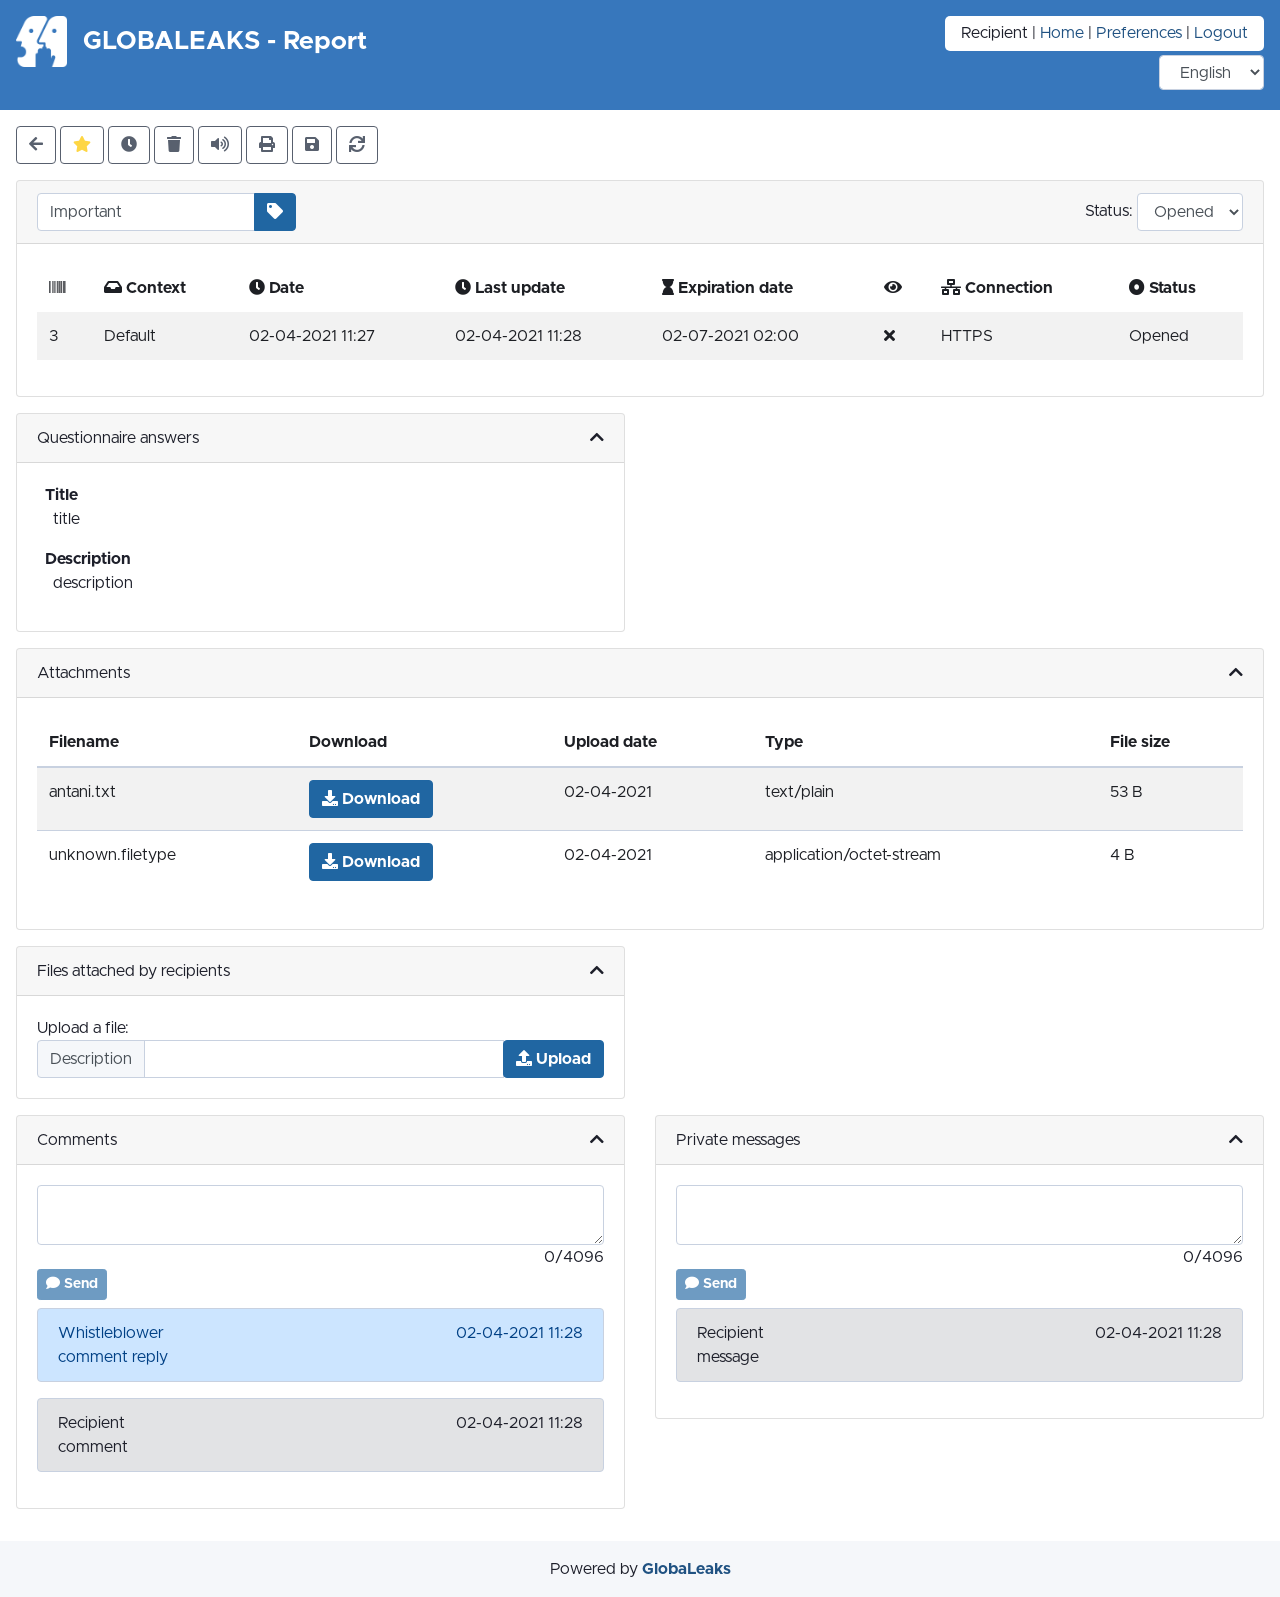 GLOBALEAKS - Report
Recipient | Home | Preferences | Logout
English
Important
Status: Opened
Context Date Last update Expiration date Connection Status
3 Default 02-04-2021 11:27 02-04-2021 11:28 02-07-2021 02:00 HTTPS Opened
Questionnaire answers
Title
title
Description
description
Attachments
Filename Download Upload date Type File size
antani.txt Download 02-04-2021 text/plain 53 B
unknown.filetype Download 02-04-2021 application/octet-stream 4 B
Files attached by recipients
Upload a file:
Description Upload
Comments
0/4096
Send
Whistleblower 02-04-2021 11:28
comment reply
Recipient 02-04-2021 11:28
comment
Private messages
0/4096
Send
Recipient 02-04-2021 11:28
message
Powered by GlobaLeaks